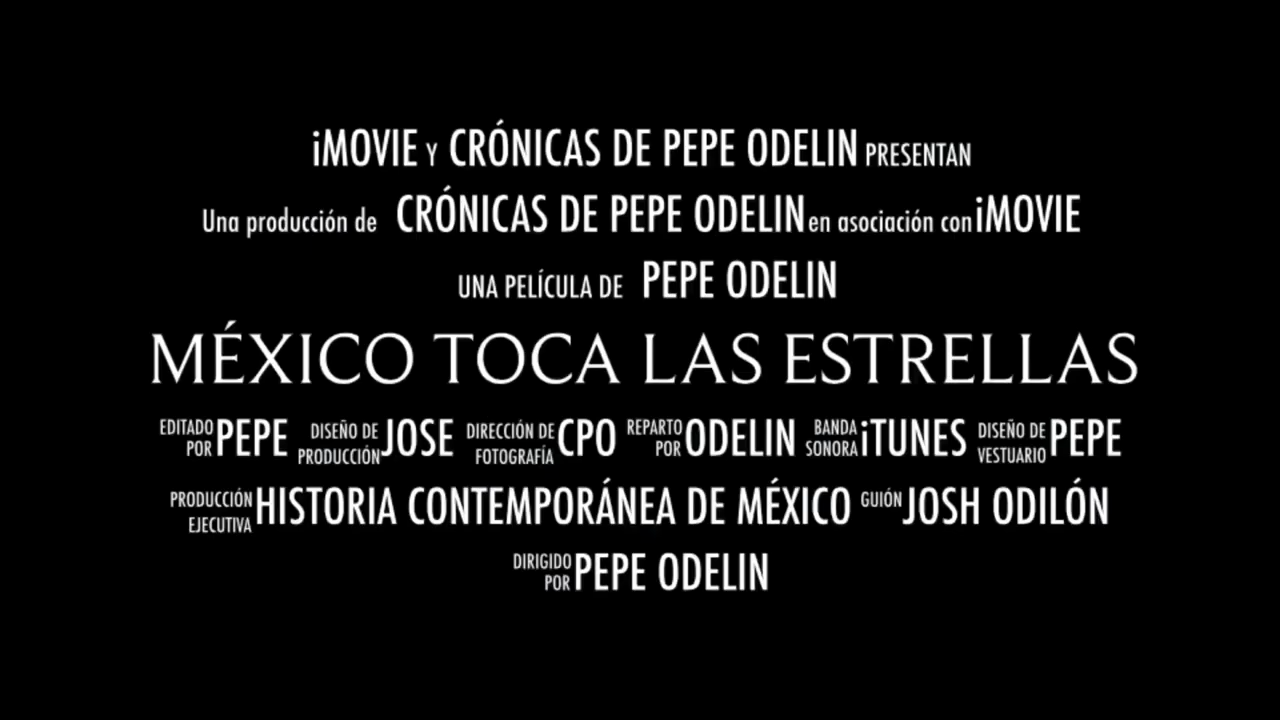 iMOVIE Y CRÓNICAS DE PEPE ODELIN PRESENTAN
Una producción de CRÓNICAS DE PEPE ODELIN en asociación con iMOVIE
UNA PELÍCULA DE PEPE ODELIN
MÉXICO TOCA LAS ESTRELLAS
EDITADO POR PEPE DISEÑO DE PRODUCCIÓN JOSE DIRECCIÓN DE FOTOGRAFÍA CPO REPARTO POR ODELIN BANDA SONORA iTUNES DISEÑO DE VESTUARIO PEPE
PRODUCCIÓN EJECUTIVA HISTORIA CONTEMPORÁNEA DE MÉXICO GUIÓN JOSH ODILÓN
DIRIGIDO POR PEPE ODELIN